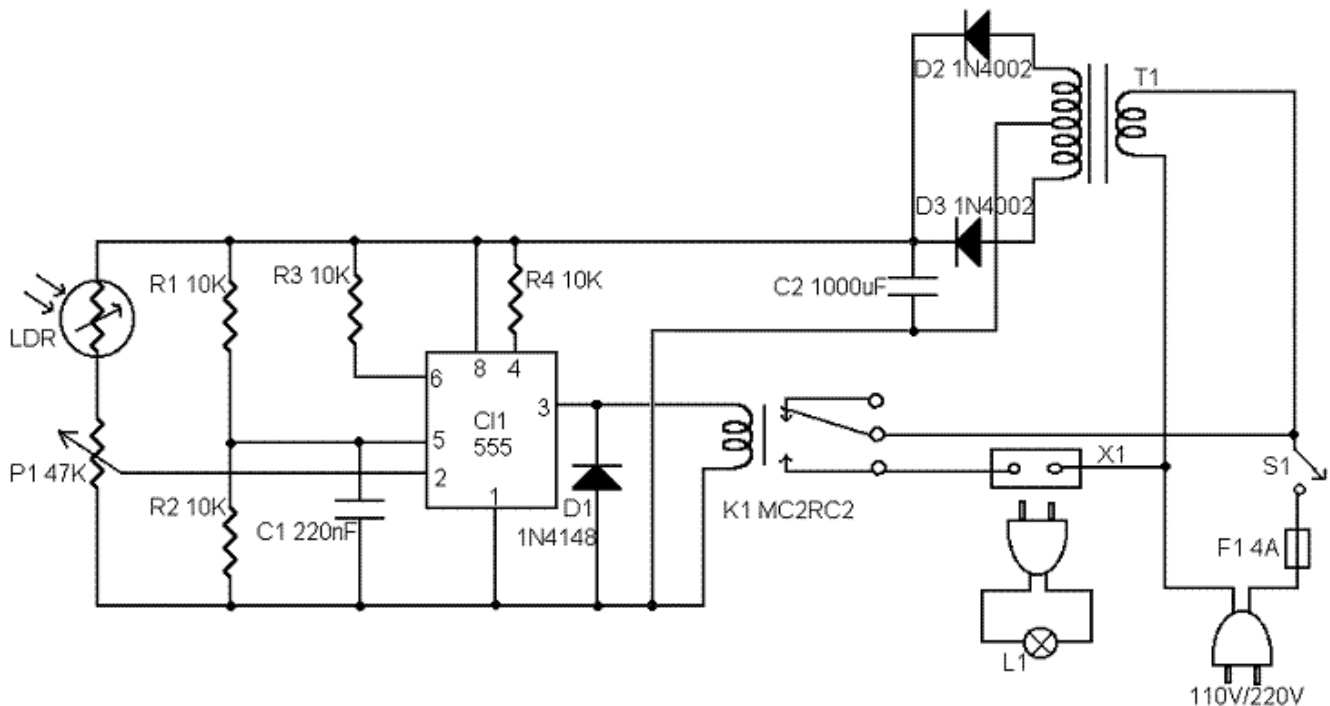 D2 1N4002
T1
D3 1N4002
R1 10K
R3 10K
R4 10K
C2 1000uF
LDR
8
4
6
3
CI1
555
5
2
1
P1 47K
X1
S1
R2 10K
C1 220nF
D1
1N4148
K1 MC2RC2
F1 4A
L1
110V/220V